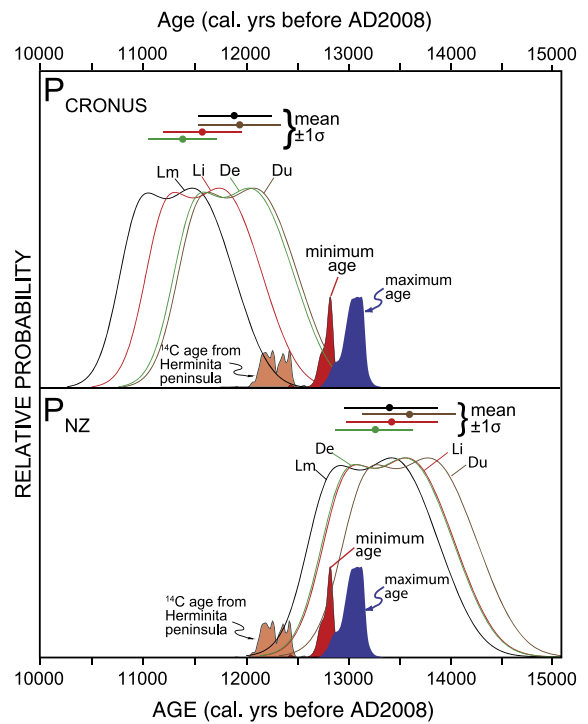 Age (cal. yrs before AD2008)
10000 11000 12000 13000 14000 15000
P CRONUS
} mean ±1σ
Lm Li De Du
minimum age
maximum age
¹⁴C age from Herminita peninsula
RELATIVE PROBABILITY
P NZ
} mean ±1σ
De Li
Lm Du
minimum age
maximum age
¹⁴C age from Herminita peninsula
10000 11000 12000 13000 14000 15000
AGE (cal. yrs before AD2008)